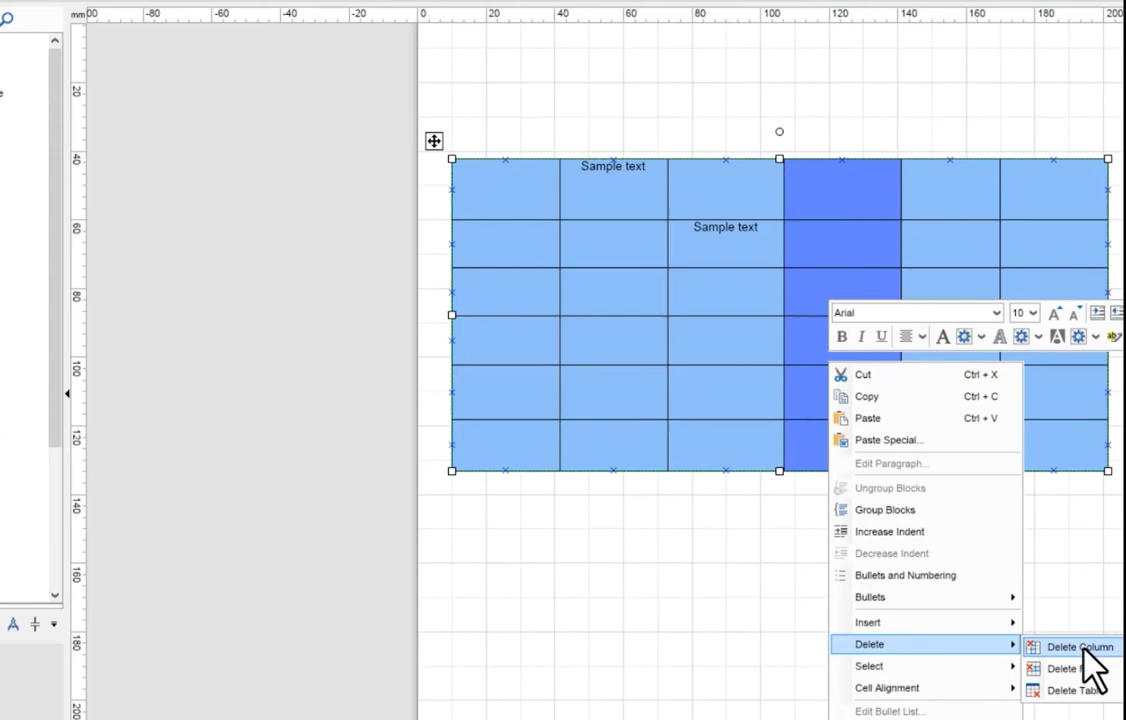 mm -80 -60 -40 -20 0 20 40 60 80 100 120 140 160 180 200
20
40
60
80
100
120
140
160
180
200
Sample text
Sample text
Arial 10
B I U A A A
Cut Ctrl + X
Copy Ctrl + C
Paste Ctrl + V
Paste Special...
Edit Paragraph...
Ungroup Blocks
Group Blocks
Increase Indent
Decrease Indent
Bullets and Numbering
Bullets
Insert
Delete
Delete Column
Select
Delete
Cell Alignment
Delete Table
Edit Bullet List...